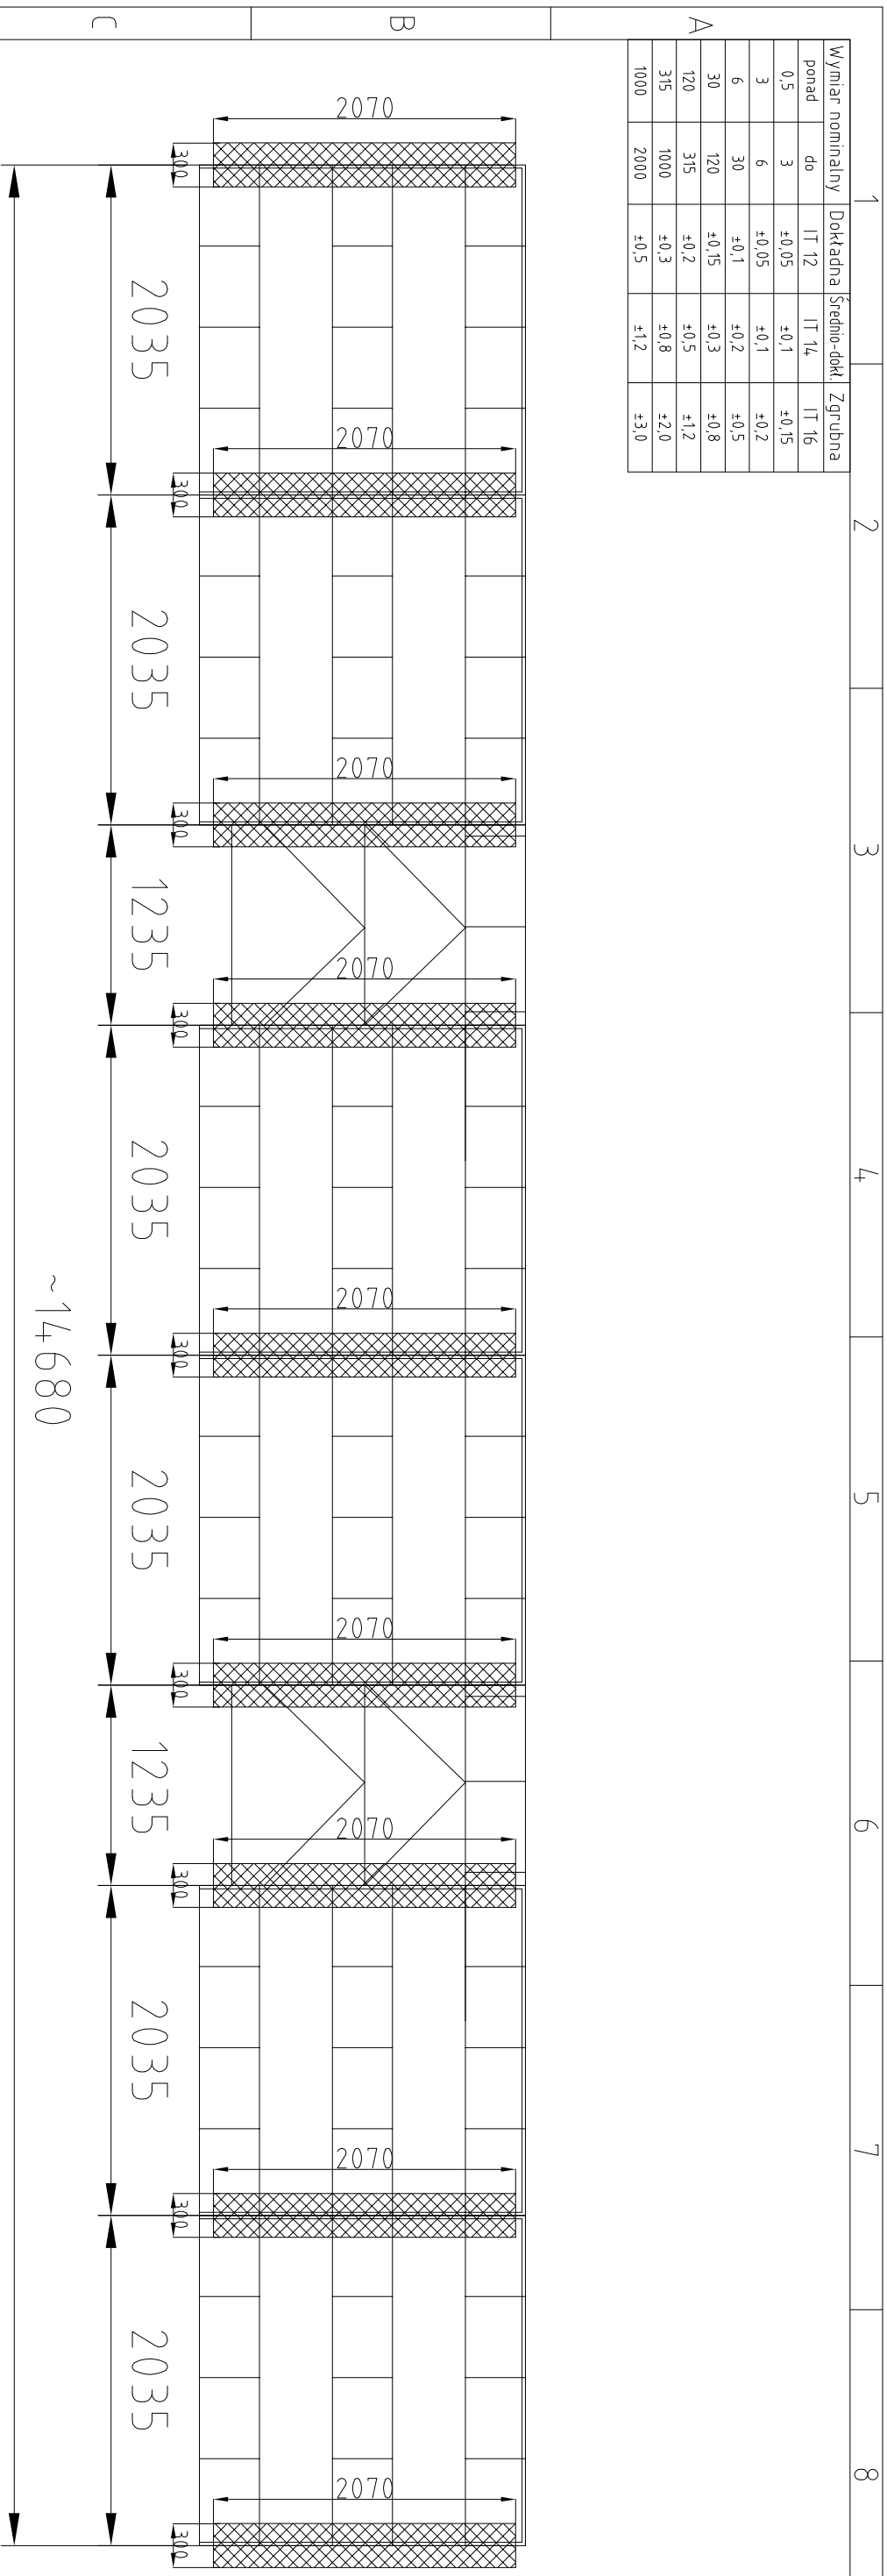 1 2 3 4 5 6 7 8
A
B
C
Wymiar nominalny Dokładna Średnio-dokł. Zgrubna
ponad do IT 12 IT 14 IT 16
0,5 3 ±0,05 ±0,1 ±0,15
3 6 ±0,05 ±0,1 ±0,2
6 30 ±0,1 ±0,2 ±0,5
30 120 ±0,15 ±0,3 ±0,8
120 315 ±0,2 ±0,5 ±1,2
315 1000 ±0,3 ±0,8 ±2,0
1000 2000 ±0,5 ±1,2 ±3,0
2070 2070 2070 2070 2070 2070 2070 2070 2070
300 300 300 300 300 300 300 300 300
2035 2035 1235 2035 2035 1235 2035 2035
~14680